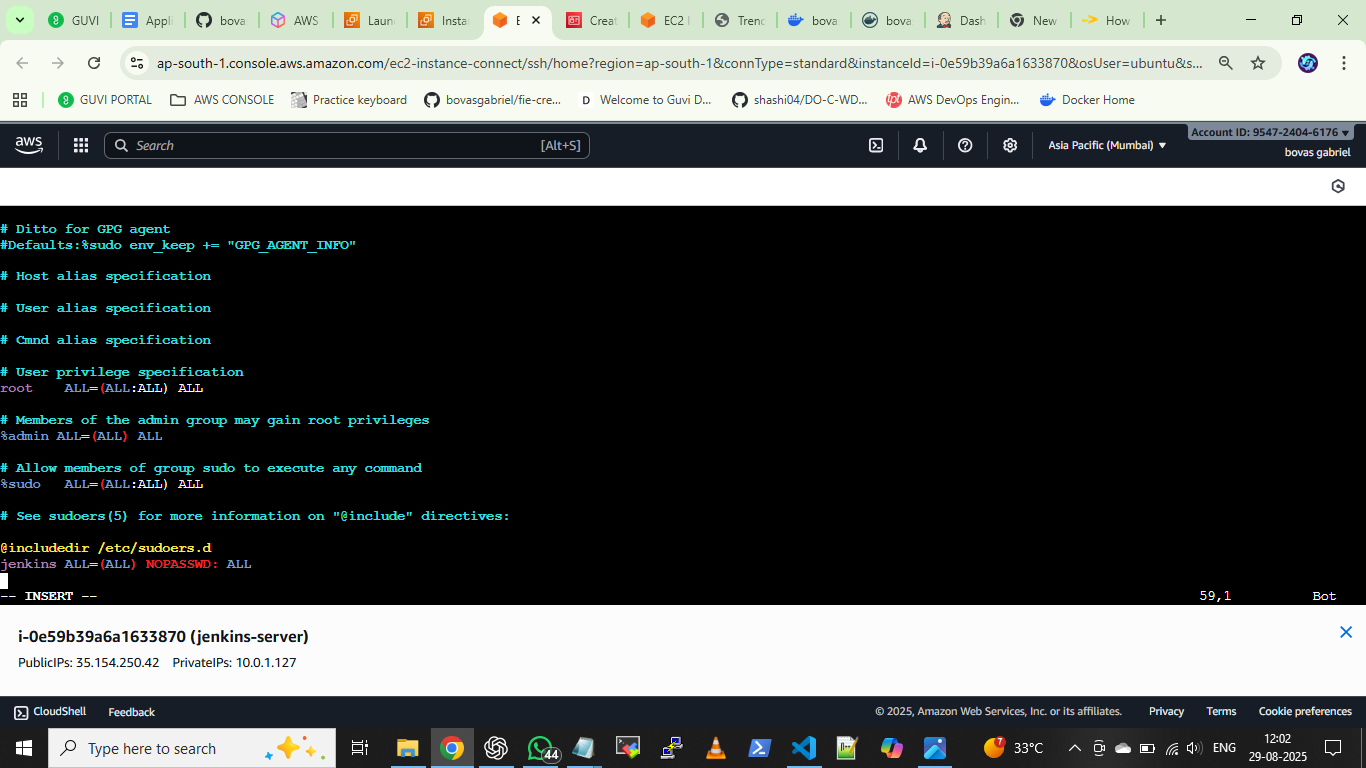 GUVI
Appli
bova
AWS
Laun
Insta
E
Creat
EC2 I
Trenc
bova
bova
Dash
New
How
ap-south-1.console.aws.amazon.com/ec2-instance-connect/ssh/home?region=ap-south-1&connType=standard&instanceId=i-0e59b39a6a1633870&osUser=ubuntu&s...
GUVI PORTAL
AWS CONSOLE
Practice keyboard
bovasgabriel/fie-cre...
Welcome to Guvi D...
shashi04/DO-C-WD...
AWS DevOps Engin...
Docker Home
aws
Search
[Alt+S]
Asia Pacific (Mumbai)
Account ID: 9547-2404-6176
bovas gabriel
# Ditto for GPG agent
#Defaults:%sudo env_keep += "GPG_AGENT_INFO"
# Host alias specification
# User alias specification
# Cmnd alias specification
# User privilege specification
root    ALL=(ALL:ALL) ALL
# Members of the admin group may gain root privileges
%admin ALL=(ALL) ALL
# Allow members of group sudo to execute any command
%sudo   ALL=(ALL:ALL) ALL
# See sudoers(5) for more information on "@include" directives:
@includedir /etc/sudoers.d
jenkins ALL=(ALL) NOPASSWD: ALL
-- INSERT -- 59,1 Bot
i-0e59b39a6a1633870 (jenkins-server)
PublicIPs: 35.154.250.42 PrivateIPs: 10.0.1.127
CloudShell Feedback © 2025, Amazon Web Services, Inc. or its affiliates. Privacy Terms Cookie preferences
Type here to search
44
7
33°C
ENG
12:02
29-08-2025